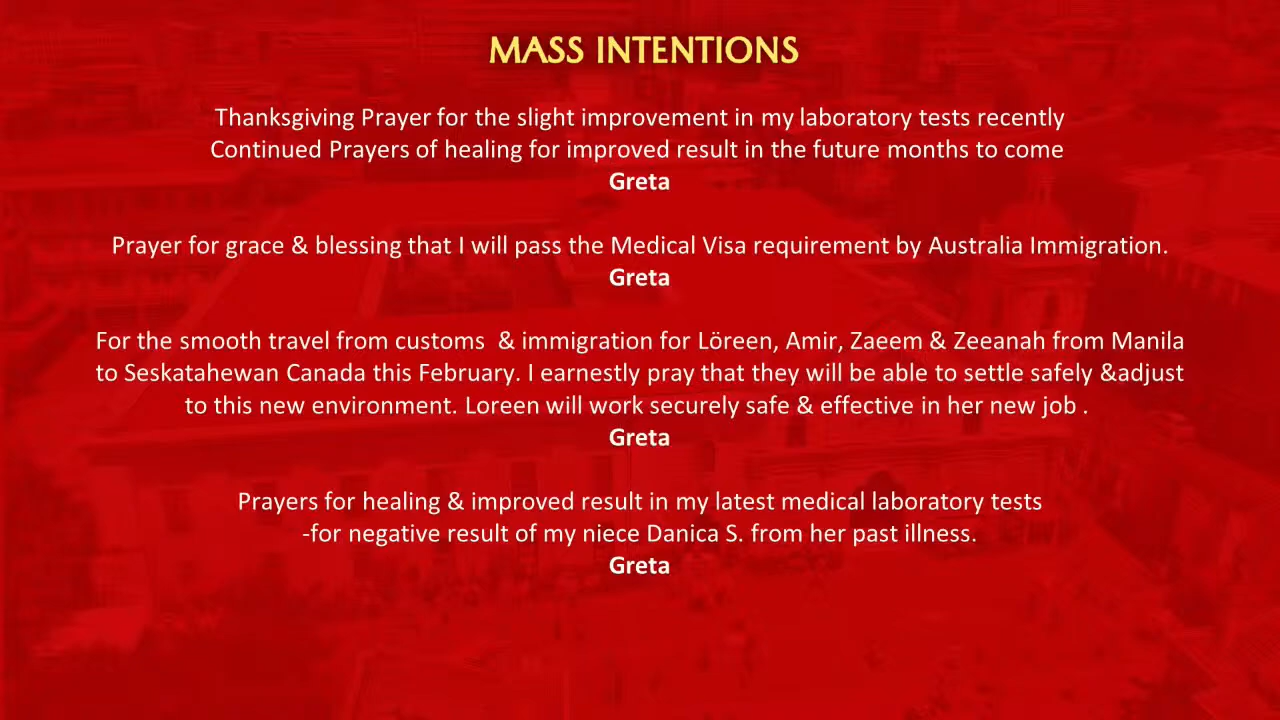 MASS INTENTIONS
Thanksgiving Prayer for the slight improvement in my laboratory tests recently
Continued Prayers of healing for improved result in the future months to come
Greta
Prayer for grace & blessing that I will pass the Medical Visa requirement by Australia Immigration.
Greta
For the smooth travel from customs  & immigration for Löreen, Amir, Zaeem & Zeeanah from Manila
to Seskatahewan Canada this February. I earnestly pray that they will be able to settle safely &adjust
to this new environment. Loreen will work securely safe & effective in her new job .
Greta
Prayers for healing & improved result in my latest medical laboratory tests
-for negative result of my niece Danica S. from her past illness.
Greta